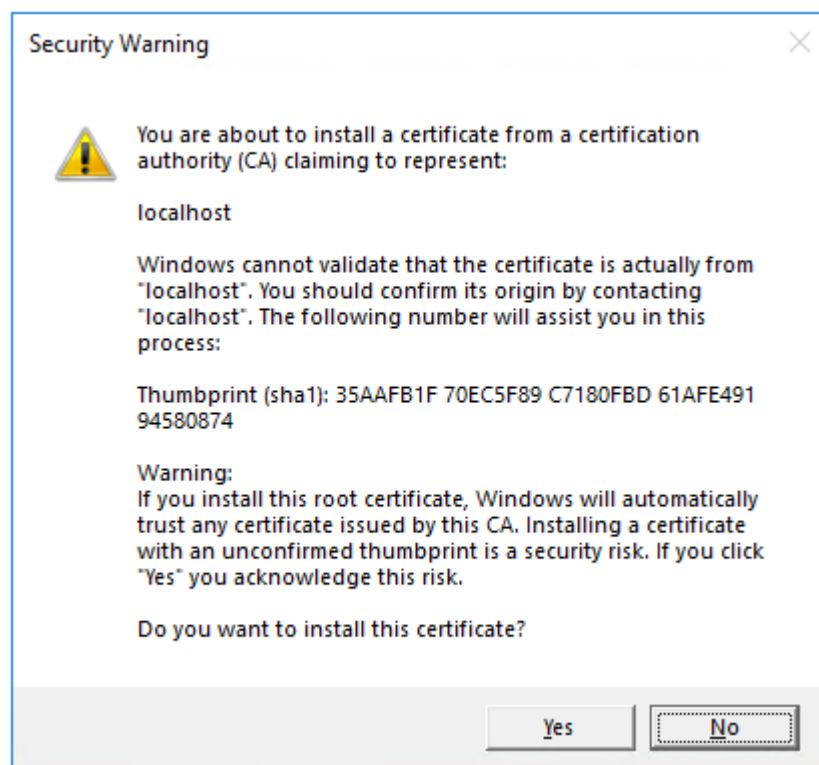 Security Warning
You are about to install a certificate from a certification
authority (CA) claiming to represent:
localhost
Windows cannot validate that the certificate is actually from
"localhost". You should confirm its origin by contacting
"localhost". The following number will assist you in this
process:
Thumbprint (sha1): 35AAFB1F 70EC5F89 C7180FBD 61AFE491
94580874
Warning:
If you install this root certificate, Windows will automatically
trust any certificate issued by this CA. Installing a certificate
with an unconfirmed thumbprint is a security risk. If you click
"Yes" you acknowledge this risk.
Do you want to install this certificate?
Yes No